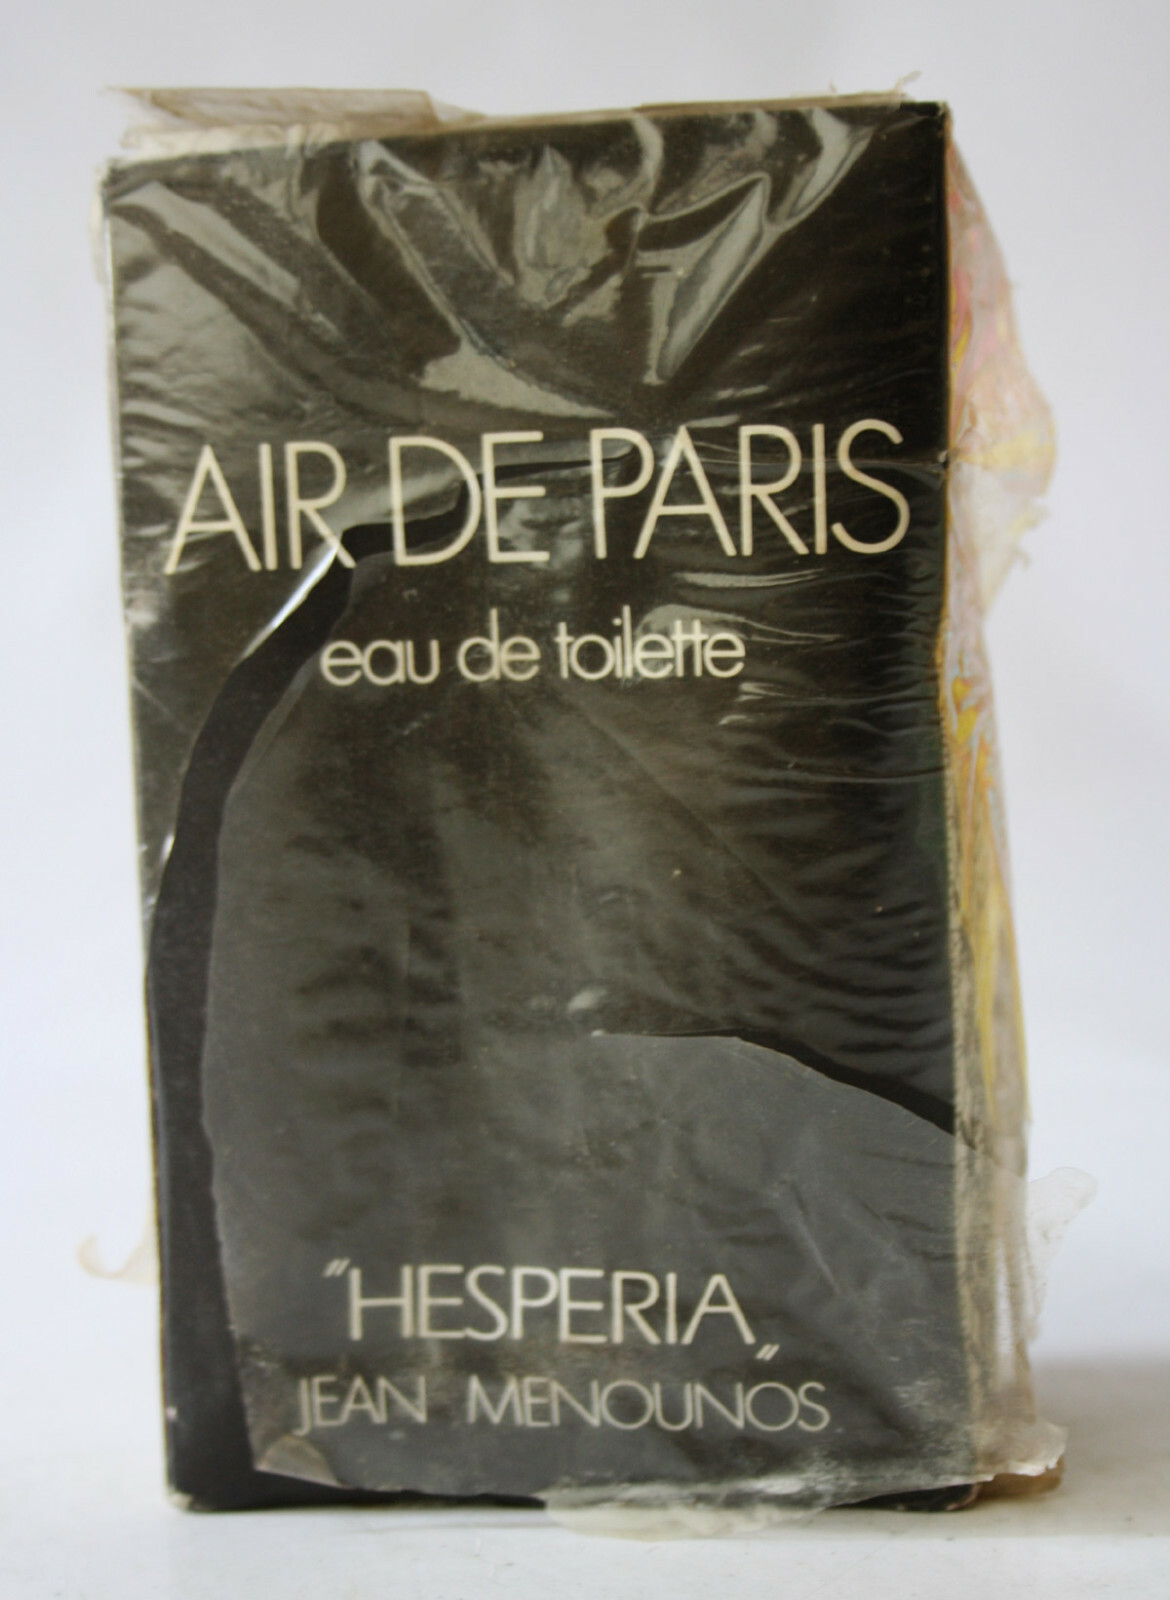 AIR DE PARIS
eau de toilette
"HESPERIA„
JEAN MENOUNOS